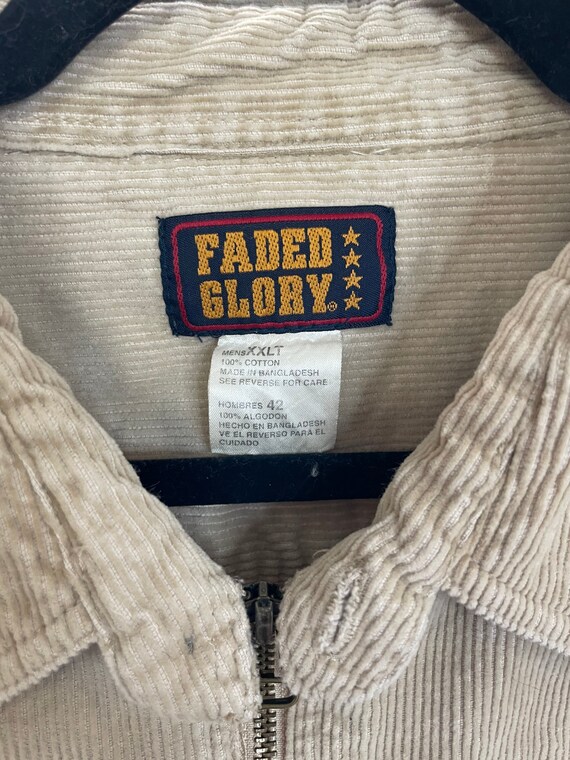 FADED
GLORY®
MENS XXLT
100% COTTON
MADE IN BANGLADESH
SEE REVERSE FOR CARE
HOMBRES 42
100% ALGODON
HECHO EN BANGLADESH
VE EL REVERSO PARA EL
CUIDADO